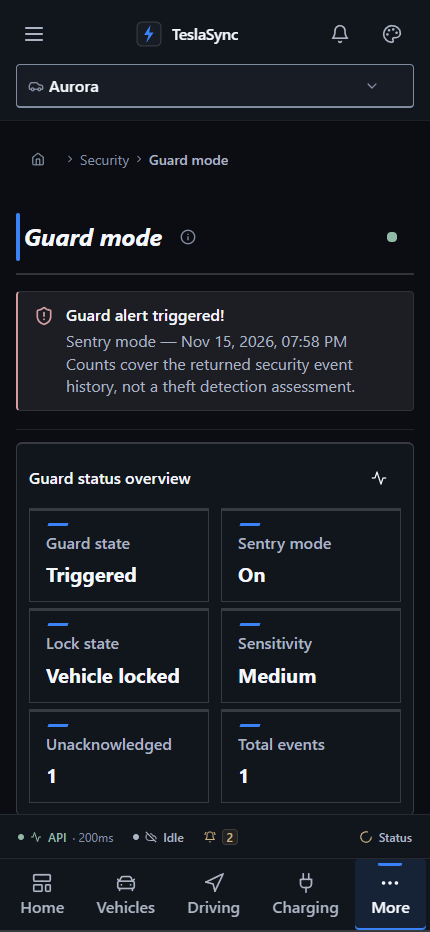 TeslaSync
Aurora
Security
Guard mode
Guard mode
Guard alert triggered!
Sentry mode — Nov 15, 2026, 07:58 PM
Counts cover the returned security event
history, not a theft detection assessment.
Guard status overview
Guard state
Triggered
Sentry mode
On
Lock state
Vehicle locked
Sensitivity
Medium
Unacknowledged
1
Total events
1
API · 200ms
Idle
2
Status
Home
Vehicles
Driving
Charging
More